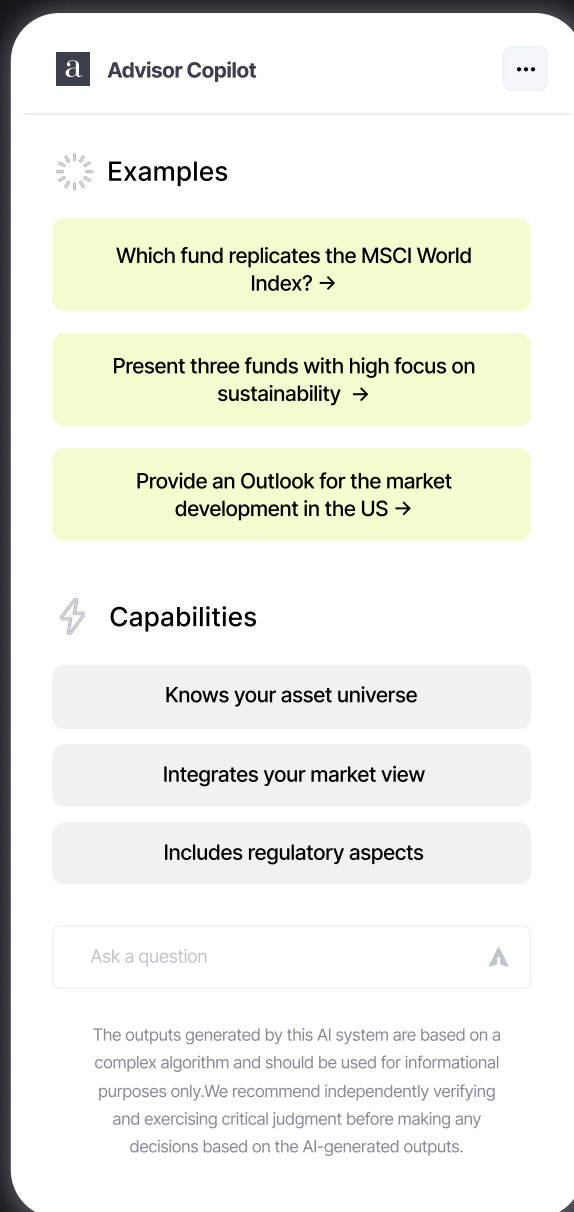 a Advisor Copilot
Examples
Which fund replicates the MSCI World
Index? →
Present three funds with high focus on
sustainability →
Provide an Outlook for the market
development in the US →
Capabilities
Knows your asset universe
Integrates your market view
Includes regulatory aspects
Ask a question
The outputs generated by this AI system are based on a
complex algorithm and should be used for informational
purposes only.We recommend independently verifying
and exercising critical judgment before making any
decisions based on the AI-generated outputs.